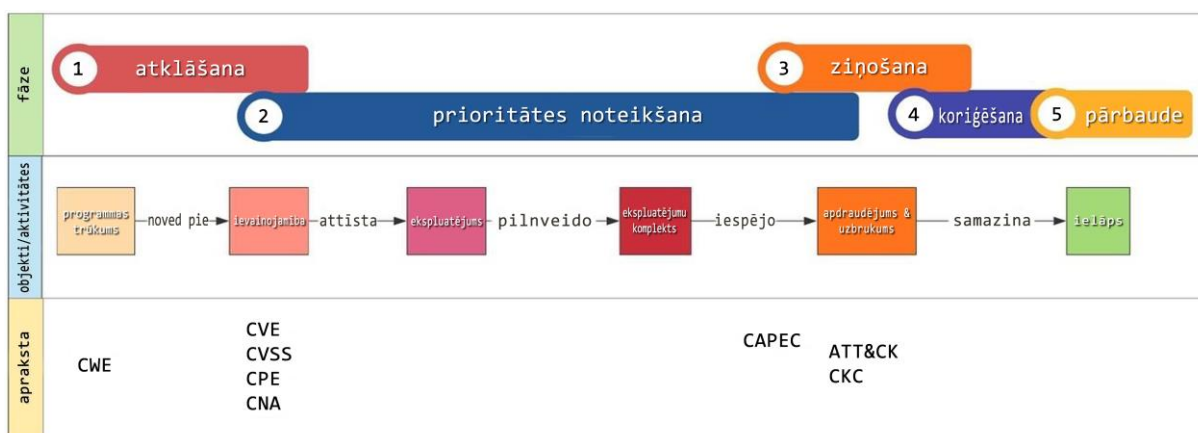 fāze
1 atklāšana
2 prioritātes noteikšana
3 ziņošana
4 koriģēšana
5 pārbaude
objekti/aktivitātes
programmas
trūkums
noved pie
ievainojamība
attīsta
ekspluatējums
pilnveido
ekspluatējumu
komplekts
iespējo
apdraudējums &
uzbrukums
samazina
ielāps
apraksta
CWE
CVE
CVSS
CPE
CNA
CAPEC
ATT&CK
CKC